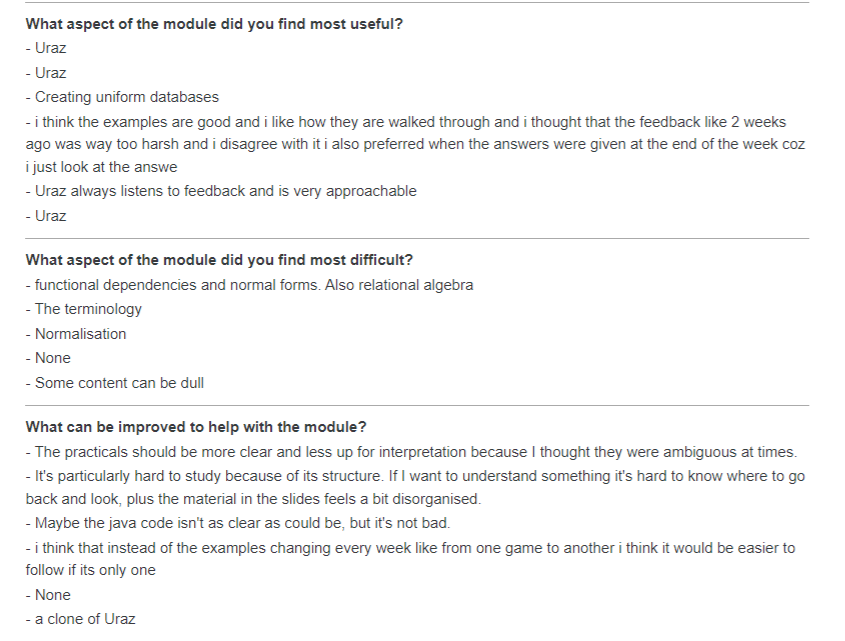 What aspect of the module did you find most useful?
- Uraz
- Uraz
- Creating uniform databases
- i think the examples are good and i like how they are walked through and i thought that the feedback like 2 weeks
ago was way too harsh and i disagree with it i also preferred when the answers were given at the end of the week coz
i just look at the answe
- Uraz always listens to feedback and is very approachable
- Uraz
What aspect of the module did you find most difficult?
- functional dependencies and normal forms. Also relational algebra
- The terminology
- Normalisation
- None
- Some content can be dull
What can be improved to help with the module?
- The practicals should be more clear and less up for interpretation because I thought they were ambiguous at times.
- It's particularly hard to study because of its structure. If I want to understand something it's hard to know where to go
back and look, plus the material in the slides feels a bit disorganised.
- Maybe the java code isn't as clear as could be, but it's not bad.
- i think that instead of the examples changing every week like from one game to another i think it would be easier to
follow if its only one
- None
- a clone of Uraz